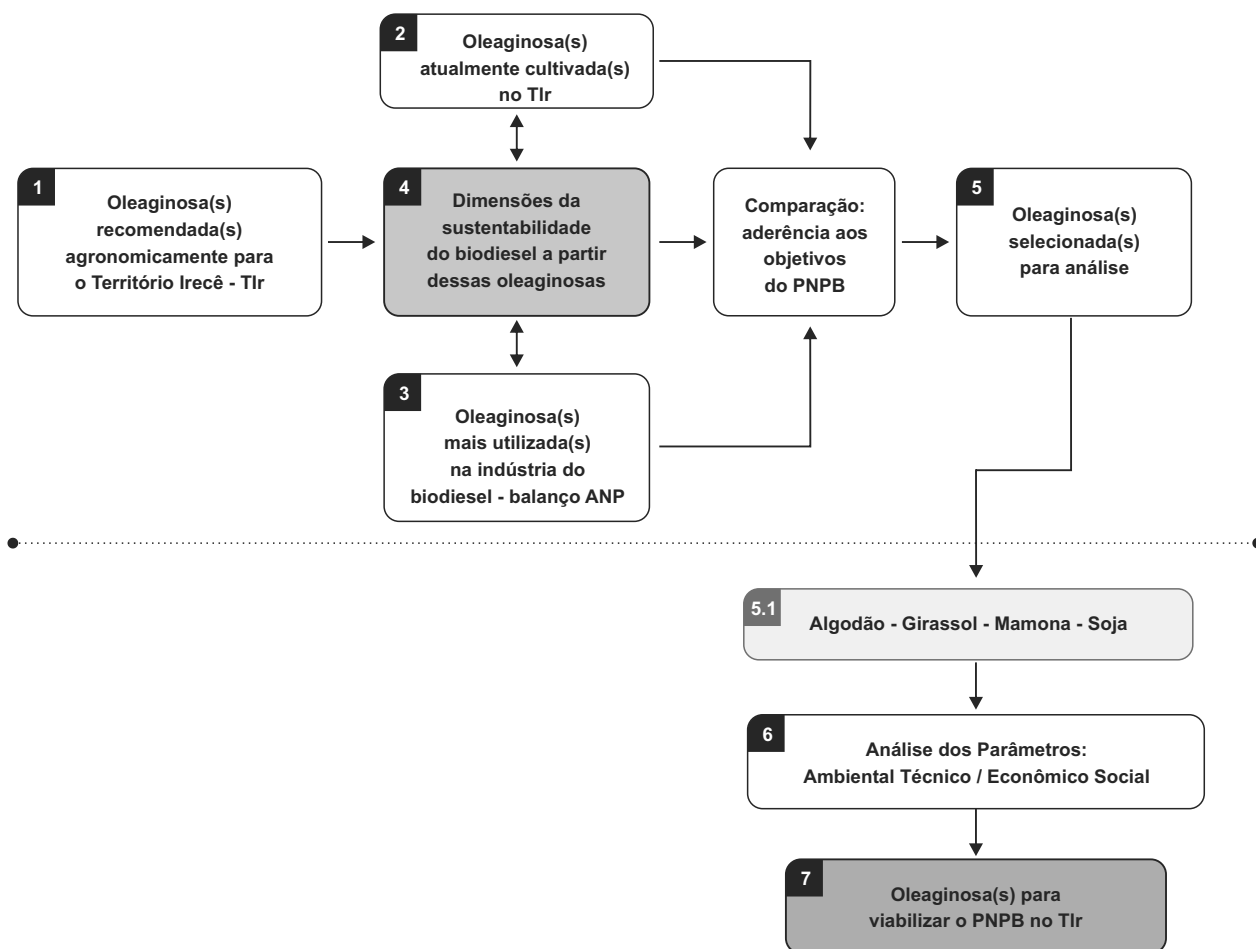 2
Oleaginosa(s)
atualmente cultivada(s)
no TIr
1
Oleaginosa(s)
recomendada(s)
agronomicamente para
o Território Irecê - TIr
4
Dimensões da
sustentabilidade
do biodiesel a partir
dessas oleaginosas
Comparação:
aderência aos
objetivos
do PNPB
5
Oleaginosa(s)
selecionada(s)
para análise
3
Oleaginosa(s)
mais utilizada(s)
na indústria do
biodiesel - balanço ANP
5.1
Algodão - Girassol - Mamona - Soja
6
Análise dos Parâmetros:
Ambiental Técnico / Econômico Social
7
Oleaginosa(s) para
viabilizar o PNPB no TIr